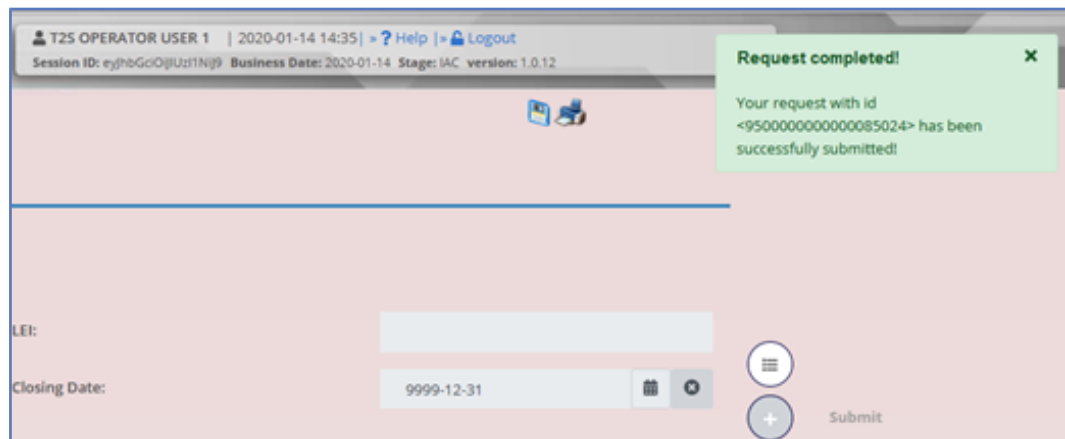 T2S OPERATOR USER 1 | 2020-01-14 14:35| » ? Help |» Logout
Session ID: eyJhbGciOiJIUzI1NiJ9 Business Date: 2020-01-14 Stage: IAC version: 1.0.12
Request completed! ×
Your request with id
<9500000000000085024> has been
successfully submitted!
LEI:
Closing Date: 9999-12-31
Submit